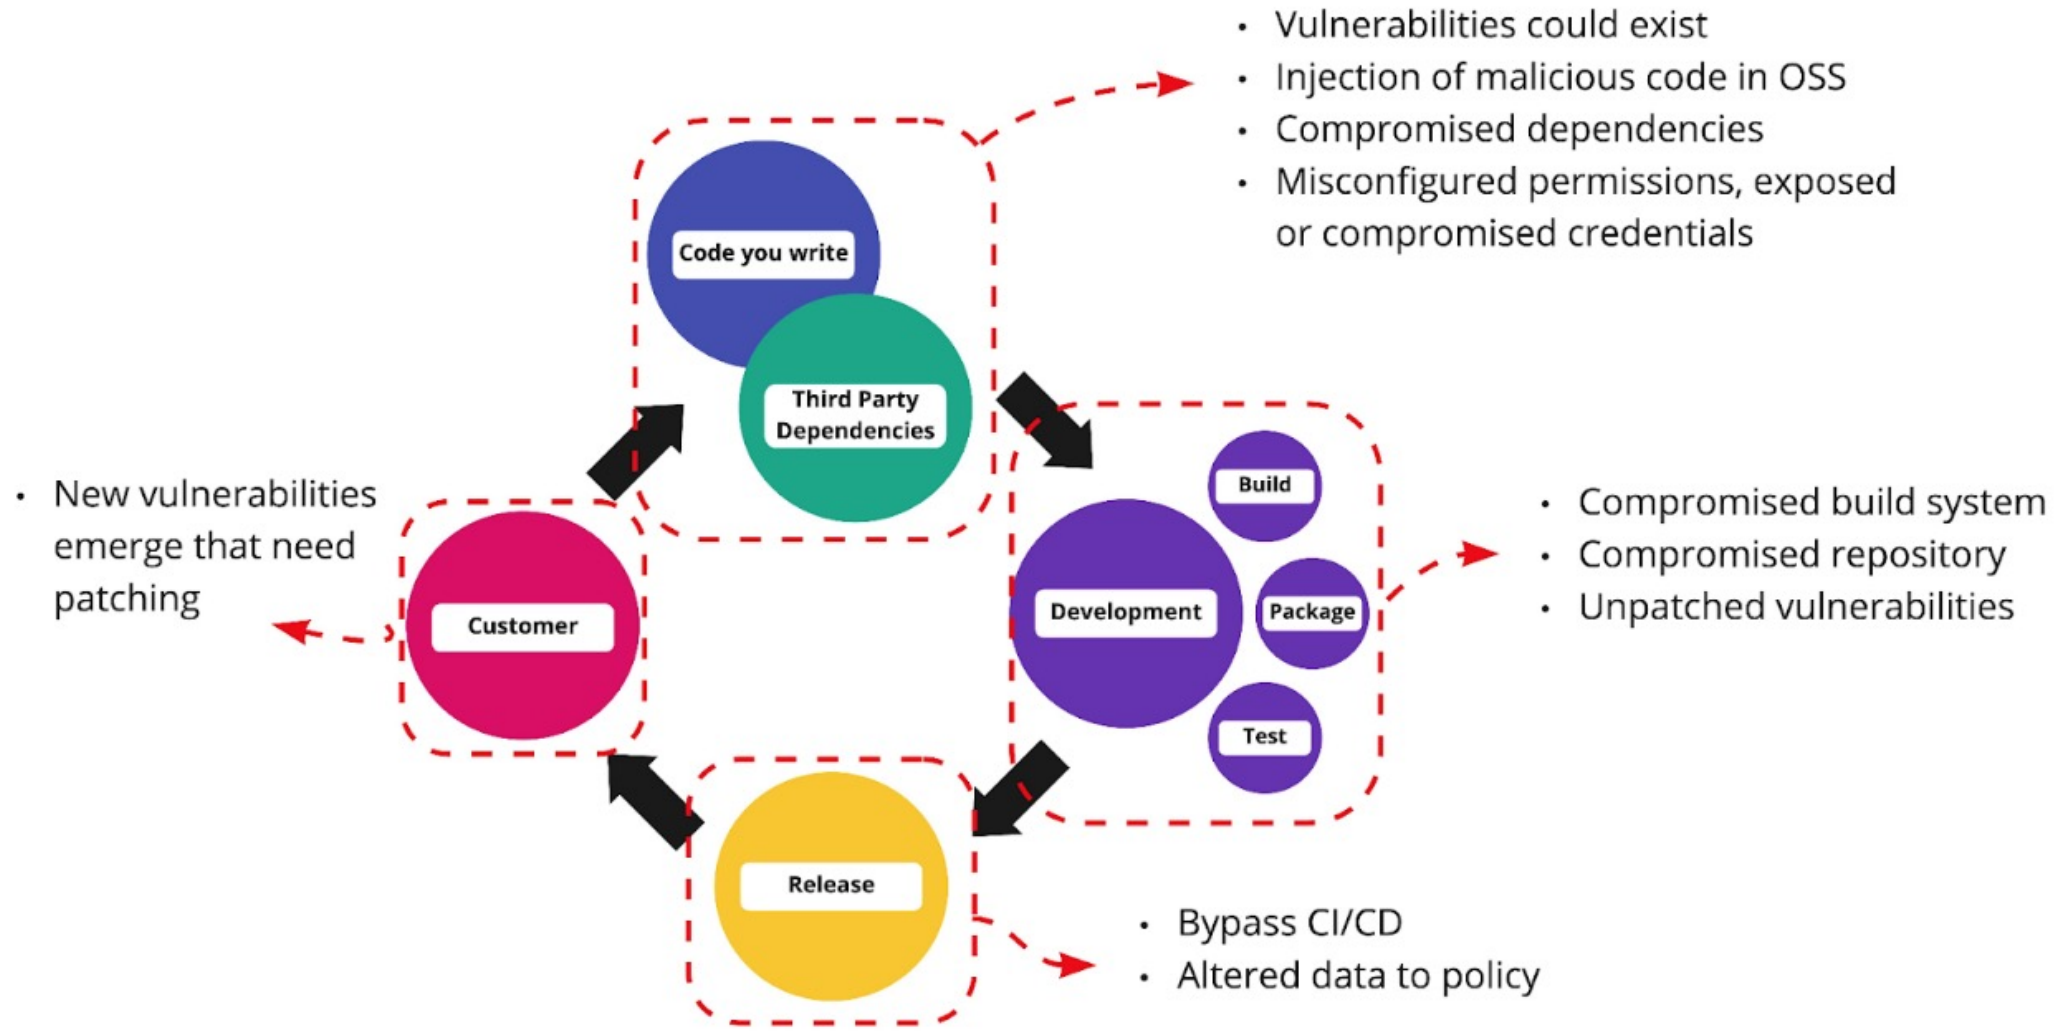 • Vulnerabilities could exist
• Injection of malicious code in OSS
• Compromised dependencies
• Misconfigured permissions, exposed
or compromised credentials
Code you write
Third Party
Dependencies
Build
Development
Package
Test
• Compromised build system
• Compromised repository
• Unpatched vulnerabilities
Release
• Bypass CI/CD
• Altered data to policy
Customer
• New vulnerabilities
emerge that need
patching